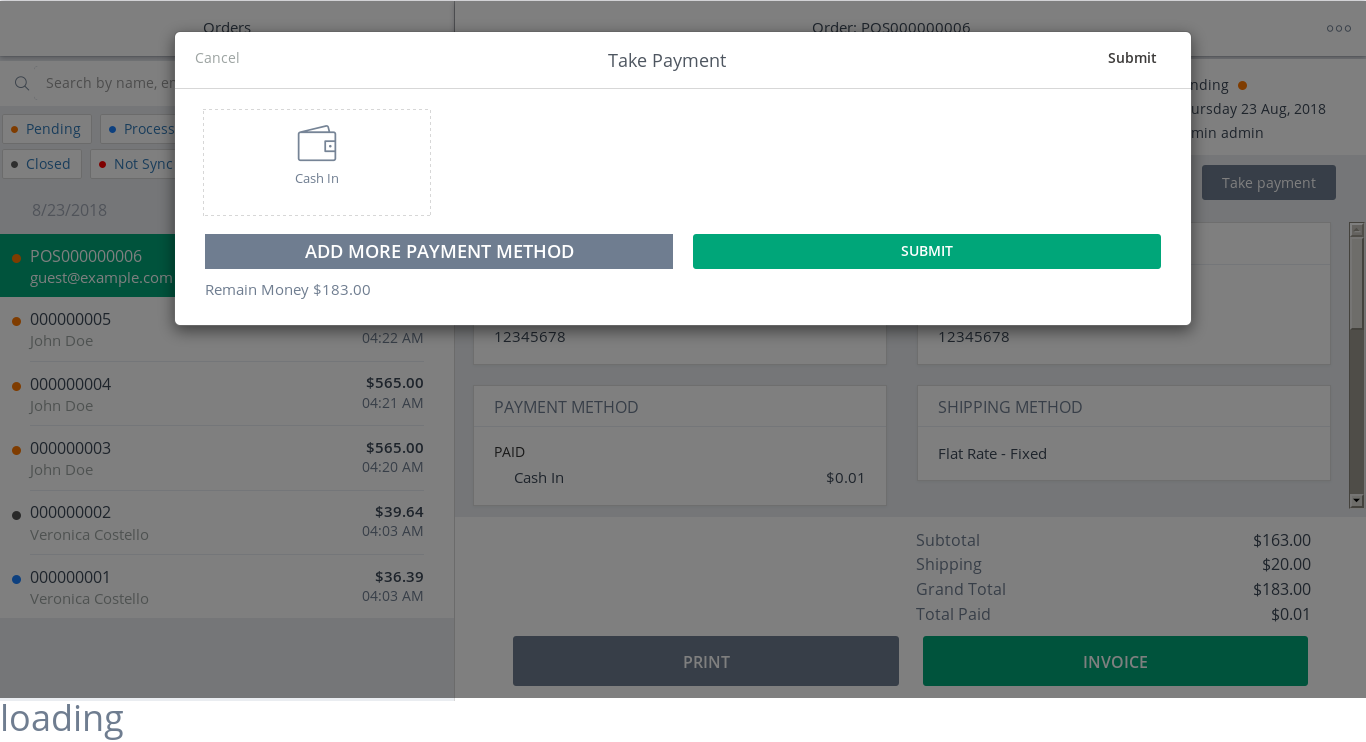 Orders
Order: POS000000006
Cancel
Take Payment
Submit
Cash In
ADD MORE PAYMENT METHOD
SUBMIT
Remain Money $183.00
Search by name, en
Pending
Process
Closed
Not Sync
8/23/2018
POS000000006
guest@example.com
000000005
John Doe
04:22 AM
000000004
$565.00
John Doe
04:21 AM
000000003
$565.00
John Doe
04:20 AM
000000002
$39.64
Veronica Costello
04:03 AM
000000001
$36.39
Veronica Costello
04:03 AM
nding
ursday 23 Aug, 2018
min admin
Take payment
12345678
12345678
PAYMENT METHOD
PAID
Cash In
$0.01
SHIPPING METHOD
Flat Rate - Fixed
Subtotal
$163.00
Shipping
$20.00
Grand Total
$183.00
Total Paid
$0.01
PRINT
INVOICE
loading